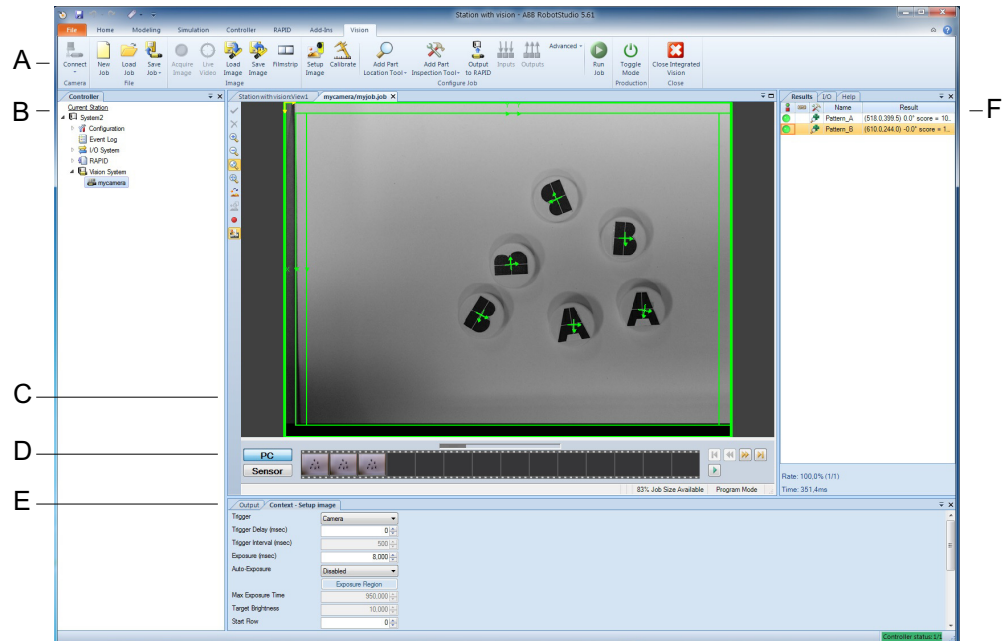 Station with vision - ABB RobotStudio 5.61
File Home Modeling Simulation Controller RAPID Add-Ins Vision
A
Connect New Job Load Job Save Job Acquire Image Live Video Load Image Save Image Filmstrip Setup Image Calibrate Add Part Location Tool Add Part Inspection Tool Output to RAPID Inputs Outputs Advanced Run Job Toggle Mode Close Integrated Vision
Camera File Image Configure Job Production Close
Controller
StationwithvisionView1 mycamera/myjob.job X
Results I/O Help
B
F
Current Station
System2
Configuration
Event Log
I/O System
RAPID
Vision System
mycamera
Name Result
Pattern_A (518.0,399.5) 0.0° score = 10..
Pattern_B (610.0,244.0) -0.0° score = 1..
B
B
B
B
A
A
C
D
PC
Sensor
83% Job Size Available Program Mode
Rate: 100,0% (1/1)
Time: 351,4ms
E
Output Context - Setup image
Trigger Camera
Trigger Delay (msec) 0
Trigger Interval (msec) 500
Exposure (msec) 8,000
Auto-Exposure Disabled
Exposure Region
Max Exposure Time 950,000
Target Brightness 10,000
Start Row 0
Controller status: 1/1